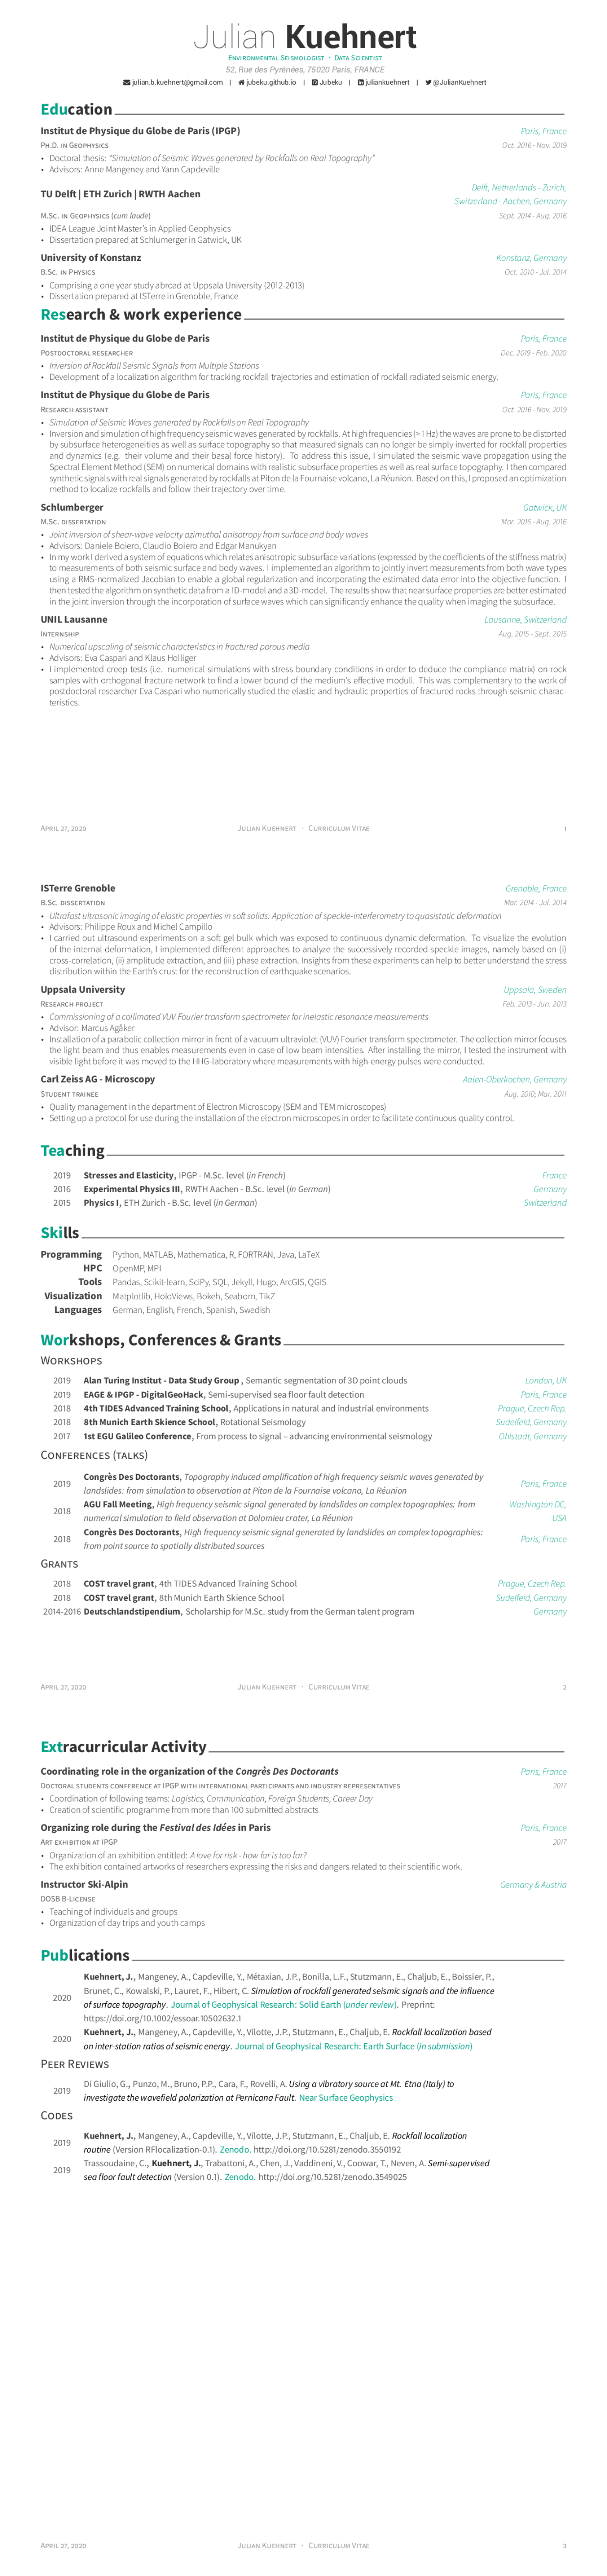 Julian Kuehnert
Environmental Seismologist · Data Scientist
52, Rue des Pyrénées, 75020 Paris, FRANCE
julian.b.kuehnert@gmail.com | jubeku.github.io | Jubeku | juliankuehnert | @JulianKuehnert
Education
Institut de Physique du Globe de Paris (IPGP) Paris, France
Ph.D. in Geophysics Oct. 2016 - Nov. 2019
• Doctoral thesis: "Simulation of Seismic Waves generated by Rockfalls on Real Topography"
• Advisors: Anne Mangeney and Yann Capdeville
TU Delft | ETH Zurich | RWTH Aachen Delft, Netherlands - Zurich,
Switzerland - Aachen, Germany
M.Sc. in Geophysics (cum laude) Sept. 2014 - Aug. 2016
• IDEA League Joint Master's in Applied Geophysics
• Dissertation prepared at Schlumerger in Gatwick, UK
University of Konstanz Konstanz, Germany
B.Sc. in Physics Oct. 2010 - Jul. 2014
• Comprising a one year study abroad at Uppsala University (2012-2013)
• Dissertation prepared at ISTerre in Grenoble, France
Research & work experience
Institut de Physique du Globe de Paris Paris, France
Postdoctoral researcher Dec. 2019 - Feb. 2020
• Inversion of Rockfall Seismic Signals from Multiple Stations
• Development of a localization algorithm for tracking rockfall trajectories and estimation of rockfall radiated seismic energy.
Institut de Physique du Globe de Paris Paris, France
Research assistant Oct. 2016 - Nov. 2019
• Simulation of Seismic Waves generated by Rockfalls on Real Topography
• Inversion and simulation of high frequency seismic waves generated by rockfalls. At high frequencies (> 1 Hz) the waves are prone to be distorted
by subsurface heterogeneities as well as surface topography so that measured signals can no longer be simply inverted for rockfall properties
and dynamics (e.g. their volume and their basal force history). To address this issue, I simulated the seismic wave propagation using the
Spectral Element Method (SEM) on numerical domains with realistic subsurface properties as well as real surface topography. I then compared
synthetic signals with real signals generated by rockfalls at Piton de la Fournaise volcano, La Réunion. Based on this, I proposed an optimization
method to localize rockfalls and follow their trajectory over time.
Schlumberger Gatwick, UK
M.Sc. dissertation Mar. 2016 - Aug. 2016
• Joint inversion of shear-wave velocity azimuthal anisotropy from surface and body waves
• Advisors: Daniele Boiero, Claudio Boiero and Edgar Manukyan
• In my work I derived a system of equations which relates anisotropic subsurface variations (expressed by the coefficients of the stiffness matrix)
to measurements of both seismic surface and body waves. I implemented an algorithm to jointly invert measurements from both wave types
using a RMS-normalized Jacobian to enable a global regularization and incorporating the estimated data error into the objective function. I
then tested the algorithm on synthetic data from a 1D-model and a 3D-model. The results show that near surface properties are better estimated
in the joint inversion through the incorporation of surface waves which can significantly enhance the quality when imaging the subsurface.
UNIL Lausanne Lausanne, Switzerland
Internship Aug. 2015 - Sept. 2015
• Numerical upscaling of seismic characteristics in fractured porous media
• Advisors: Eva Caspari and Klaus Holliger
• I implemented creep tests (i.e. numerical simulations with stress boundary conditions in order to deduce the compliance matrix) on rock
samples with orthogonal fracture network to find a lower bound of the medium's effective moduli. This was complementary to the work of
postdoctoral researcher Eva Caspari who numerically studied the elastic and hydraulic properties of fractured rocks through seismic charac-
teristics.
April 27, 2020 Julian Kuehnert · Curriculum Vitae 1
ISTerre Grenoble Grenoble, France
B.Sc. dissertation Mar. 2014 - Jul. 2014
• Ultrafast ultrasonic imaging of elastic properties in soft solids: Application of speckle-interferometry to quasistatic deformation
• Advisors: Philippe Roux and Michel Campillo
• I carried out ultrasound experiments on a soft gel bulk which was exposed to continuous dynamic deformation. To visualize the evolution
of the internal deformation, I implemented different approaches to analyze the successively recorded speckle images, namely based on (i)
cross-correlation, (ii) amplitude extraction, and (iii) phase extraction. Insights from these experiments can help to better understand the stress
distribution within the Earth's crust for the reconstruction of earthquake scenarios.
Uppsala University Uppsala, Sweden
Research project Feb. 2013 - Jun. 2013
• Commissioning of a collimated VUV Fourier transform spectrometer for inelastic resonance measurements
• Advisor: Marcus Agåker
• Installation of a parabolic collection mirror in front of a vacuum ultraviolet (VUV) Fourier transform spectrometer. The collection mirror focuses
the light beam and thus enables measurements even in case of low beam intensities. After installing the mirror, I tested the instrument with
visible light before it was moved to the HHG-laboratory where measurements with high-energy pulses were conducted.
Carl Zeiss AG - Microscopy Aalen-Oberkochen, Germany
Student trainee Aug. 2010; Mar. 2011
• Quality management in the department of Electron Microscopy (SEM and TEM microscopes)
• Setting up a protocol for use during the installation of the electron microscopes in order to facilitate continuous quality control.
Teaching
2019 Stresses and Elasticity, IPGP - M.Sc. level (in French) France
2016 Experimental Physics III, RWTH Aachen - B.Sc. level (in German) Germany
2015 Physics I, ETH Zurich - B.Sc. level (in German) Switzerland
Skills
Programming Python, MATLAB, Mathematica, R, FORTRAN, Java, LaTeX
HPC OpenMP, MPI
Tools Pandas, Scikit-learn, SciPy, SQL, Jekyll, Hugo, ArcGIS, QGIS
Visualization Matplotlib, HoloViews, Bokeh, Seaborn, TikZ
Languages German, English, French, Spanish, Swedish
Workshops, Conferences & Grants
Workshops
2019 Alan Turing Institut - Data Study Group , Semantic segmentation of 3D point clouds London, UK
2019 EAGE & IPGP - DigitalGeoHack, Semi-supervised sea floor fault detection Paris, France
2018 4th TIDES Advanced Training School, Applications in natural and industrial environments Prague, Czech Rep.
2018 8th Munich Earth Skience School, Rotational Seismology Sudelfeld, Germany
2017 1st EGU Galileo Conference, From process to signal – advancing environmental seismology Ohlstadt, Germany
Conferences (talks)
2019 Congrès Des Doctorants, Topography induced amplification of high frequency seismic waves generated by
landslides: from simulation to observation at Piton de la Fournaise volcano, La Réunion Paris, France
2018 AGU Fall Meeting, High frequency seismic signal generated by landslides on complex topographies: from Washington DC,
numerical simulation to field observation at Dolomieu crater, La Réunion USA
2018 Congrès Des Doctorants, High frequency seismic signal generated by landslides on complex topographies:
from point source to spatially distributed sources Paris, France
Grants
2018 COST travel grant, 4th TIDES Advanced Training School Prague, Czech Rep.
2018 COST travel grant, 8th Munich Earth Skience School Sudelfeld, Germany
2014-2016 Deutschlandstipendium, Scholarship for M.Sc. study from the German talent program Germany
April 27, 2020 Julian Kuehnert · Curriculum Vitae 2
Extracurricular Activity
Coordinating role in the organization of the Congrès Des Doctorants Paris, France
Doctoral students conference at IPGP with international participants and industry representatives 2017
• Coordination of following teams: Logistics, Communication, Foreign Students, Career Day
• Creation of scientific programme from more than 100 submitted abstracts
Organizing role during the Festival des Idées in Paris Paris, France
Art exhibition at IPGP 2017
• Organization of an exhibition entitled: A love for risk - how far is too far?
• The exhibition contained artworks of researchers expressing the risks and dangers related to their scientific work.
Instructor Ski-Alpin Germany & Austria
DOSB B-License
• Teaching of individuals and groups
• Organization of day trips and youth camps
Publications
2020 Kuehnert, J., Mangeney, A., Capdeville, Y., Métaxian, J.P., Bonilla, L.F., Stutzmann, E., Chaljub, E., Boissier, P.,
Brunet, C., Kowalski, P., Lauret, F., Hibert, C. Simulation of rockfall generated seismic signals and the influence
of surface topography. Journal of Geophysical Research: Solid Earth (under review). Preprint:
https://doi.org/10.1002/essoar.10502632.1
2020 Kuehnert, J., Mangeney, A., Capdeville, Y., Vilotte, J.P., Stutzmann, E., Chaljub, E. Rockfall localization based
on inter-station ratios of seismic energy. Journal of Geophysical Research: Earth Surface (in submission)
Peer Reviews
2019 Di Giulio, G., Punzo, M., Bruno, P.P., Cara, F., Rovelli, A. Using a vibratory source at Mt. Etna (Italy) to
investigate the wavefield polarization at Pernicana Fault. Near Surface Geophysics
Codes
2019 Kuehnert, J., Mangeney, A., Capdeville, Y., Vilotte, J.P., Stutzmann, E., Chaljub, E. Rockfall localization
routine (Version RFlocalization-0.1). Zenodo. http://doi.org/10.5281/zenodo.3550192
2019 Trassoudaine, C., Kuehnert, J., Trabattoni, A., Chen, J., Vaddineni, V., Coowar, T., Neven, A. Semi-supervised
sea floor fault detection (Version 0.1). Zenodo. http://doi.org/10.5281/zenodo.3549025
April 27, 2020 Julian Kuehnert · Curriculum Vitae 3